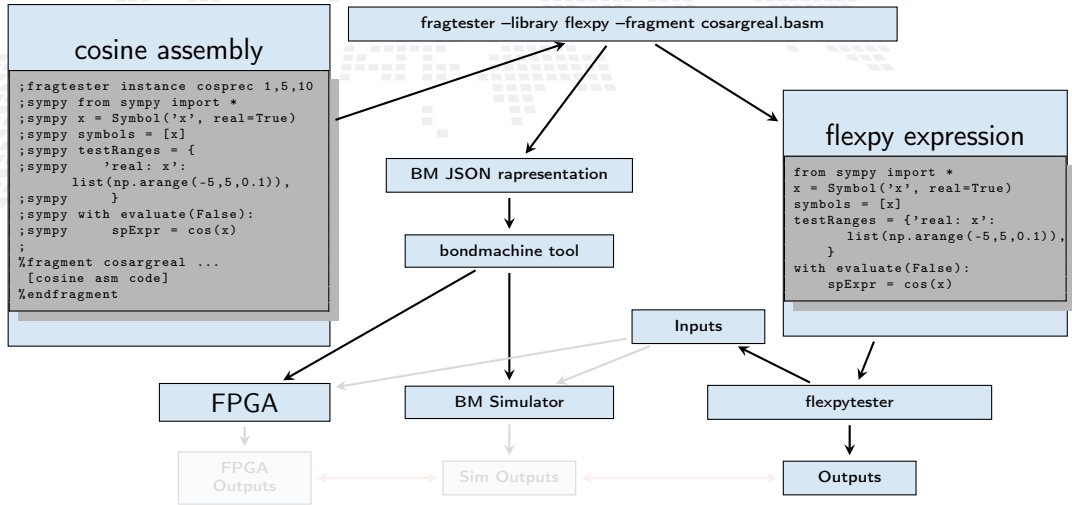 fragtester –library flexpy –fragment cosargreal.basm
cosine assembly
;fragtester instance cosprec 1,5,10
;sympy from sympy import *
;sympy x = Symbol('x', real=True)
;sympy symbols = [x]
;sympy testRanges = {
;sympy 'real: x':
list(np.arange(-5,5,0.1)),
;sympy }
;sympy with evaluate(False):
;sympy spExpr = cos(x)
;
%fragment cosargreal ...
[cosine asm code]
%endfragment
flexpy expression
from sympy import *
x = Symbol('x', real=True)
symbols = [x]
testRanges = {'real: x':
list(np.arange(-5,5,0.1)),
}
with evaluate(False):
spExpr = cos(x)
BM JSON rapresentation
bondmachine tool
Inputs
FPGA
BM Simulator
flexpytester
FPGA
Outputs
Sim Outputs
Outputs